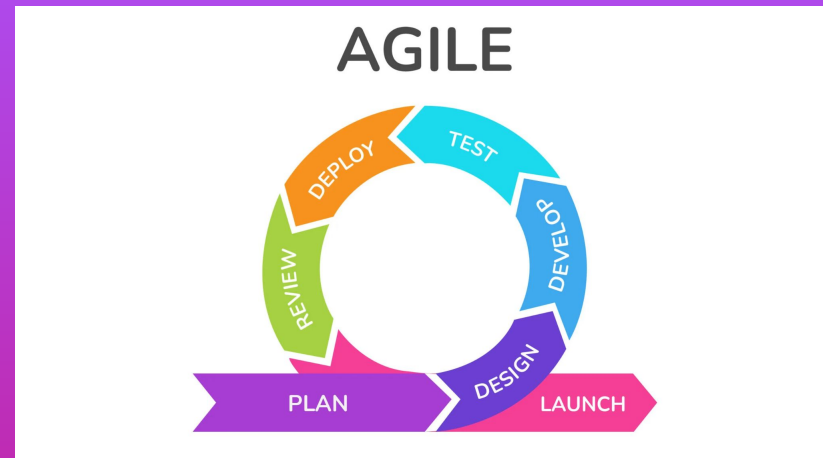 AGILE
PLAN
DESIGN
DEVELOP
TEST
DEPLOY
REVIEW
LAUNCH